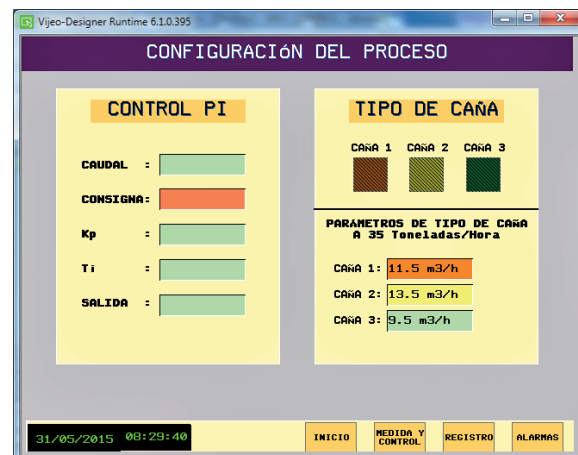 Vijeo-Designer Runtime 6.1.0.395
CONFIGURACIóN DEL PROCESO
CONTROL PI
CAUDAL :
CONSIGNA:
Kp :
Ti :
SALIDA :
TIPO DE CAñA
CAñA 1 CAñA 2 CAñA 3
PARáMETROS DE TIPO DE CAñA
A 35 Toneladas/Hora
CAñA 1: 11.5 m3/h
CAñA 2: 13.5 m3/h
CAñA 3: 9.5 m3/h
31/05/2015 08:29:40
INICIO
MEDIDA Y
CONTROL
REGISTRO
ALARMAS